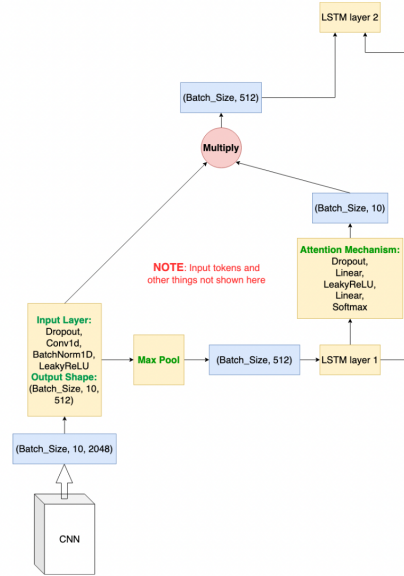 LSTM layer 2
(Batch_Size, 512)
Multiply
(Batch_Size, 10)
NOTE: Input tokens and
other things not shown here
Attention Mechanism:
Dropout,
Linear,
LeakyReLU,
Linear,
Softmax
Input Layer:
Dropout,
Conv1d,
BatchNorm1D,
LeakyReLU
Output Shape:
(Batch_Size, 10,
512)
Max Pool
(Batch_Size, 512)
LSTM layer 1
(Batch_Size, 10, 2048)
CNN